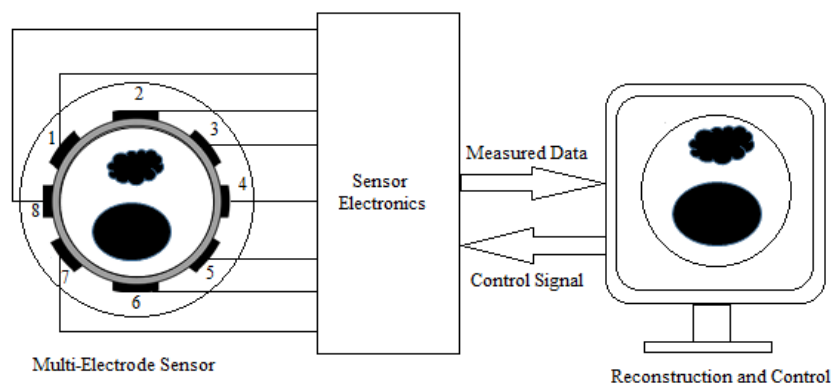 2
1
3
4
8
5
7
6
Multi-Electrode Sensor
Sensor
Electronics
Measured Data
Control Signal
Reconstruction and Control